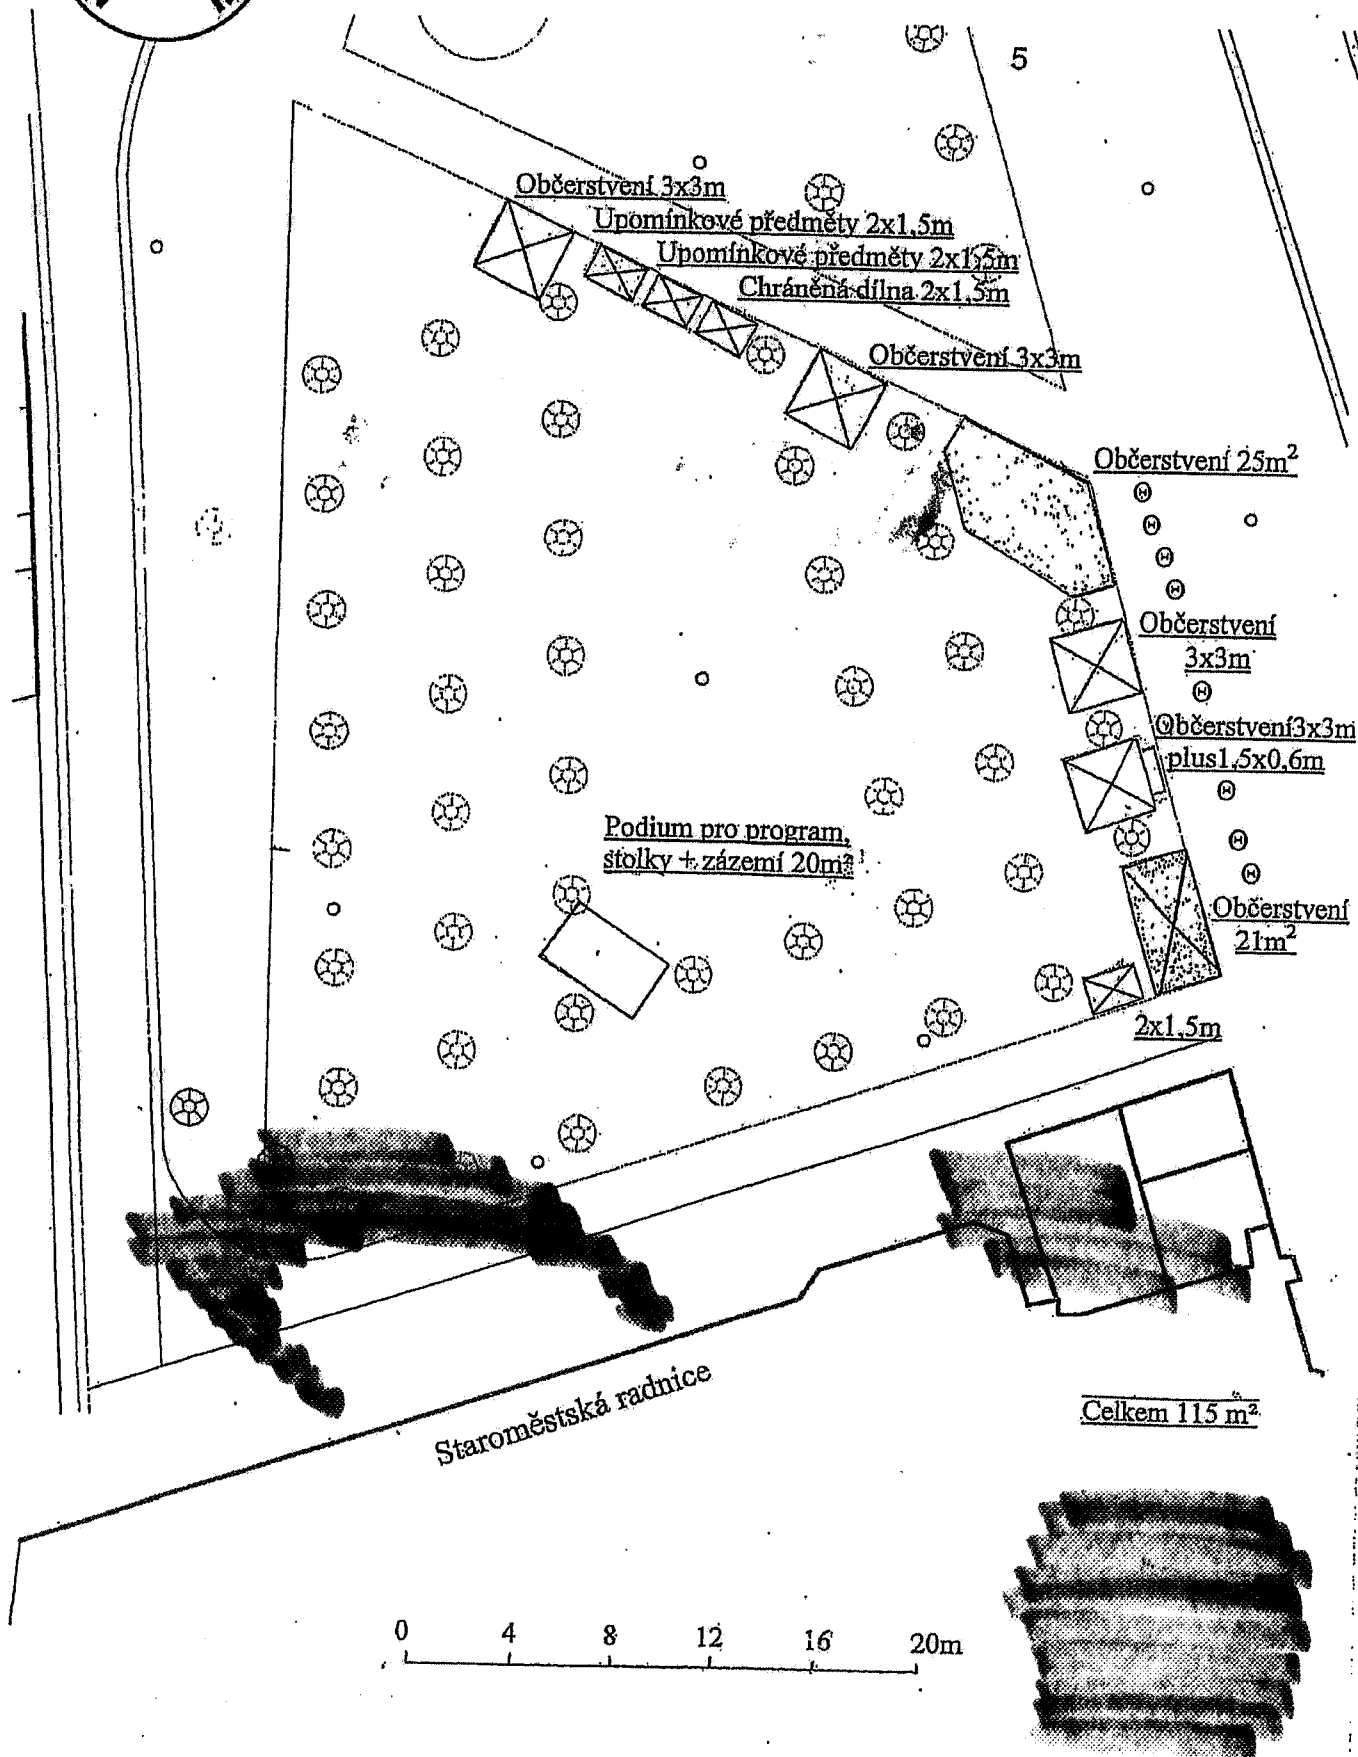 5
Občerstvení 3x3m
Upomínkové předměty 2x1,5m
Upomínkové předměty 2x1,5m
Chráněná dílna 2x1,5m
Občerstvení 3x3m
Občerstvení 25m²
Občerstvení
3x3m
Občerstvení3x3m
plus1,5x0,6m
Podium pro program,
stolky + zázemí 20m²
Občerstvení
21m²
2x1,5m
Staroměstská radnice
Celkem 115 m²
0 4 8 12 16 20m